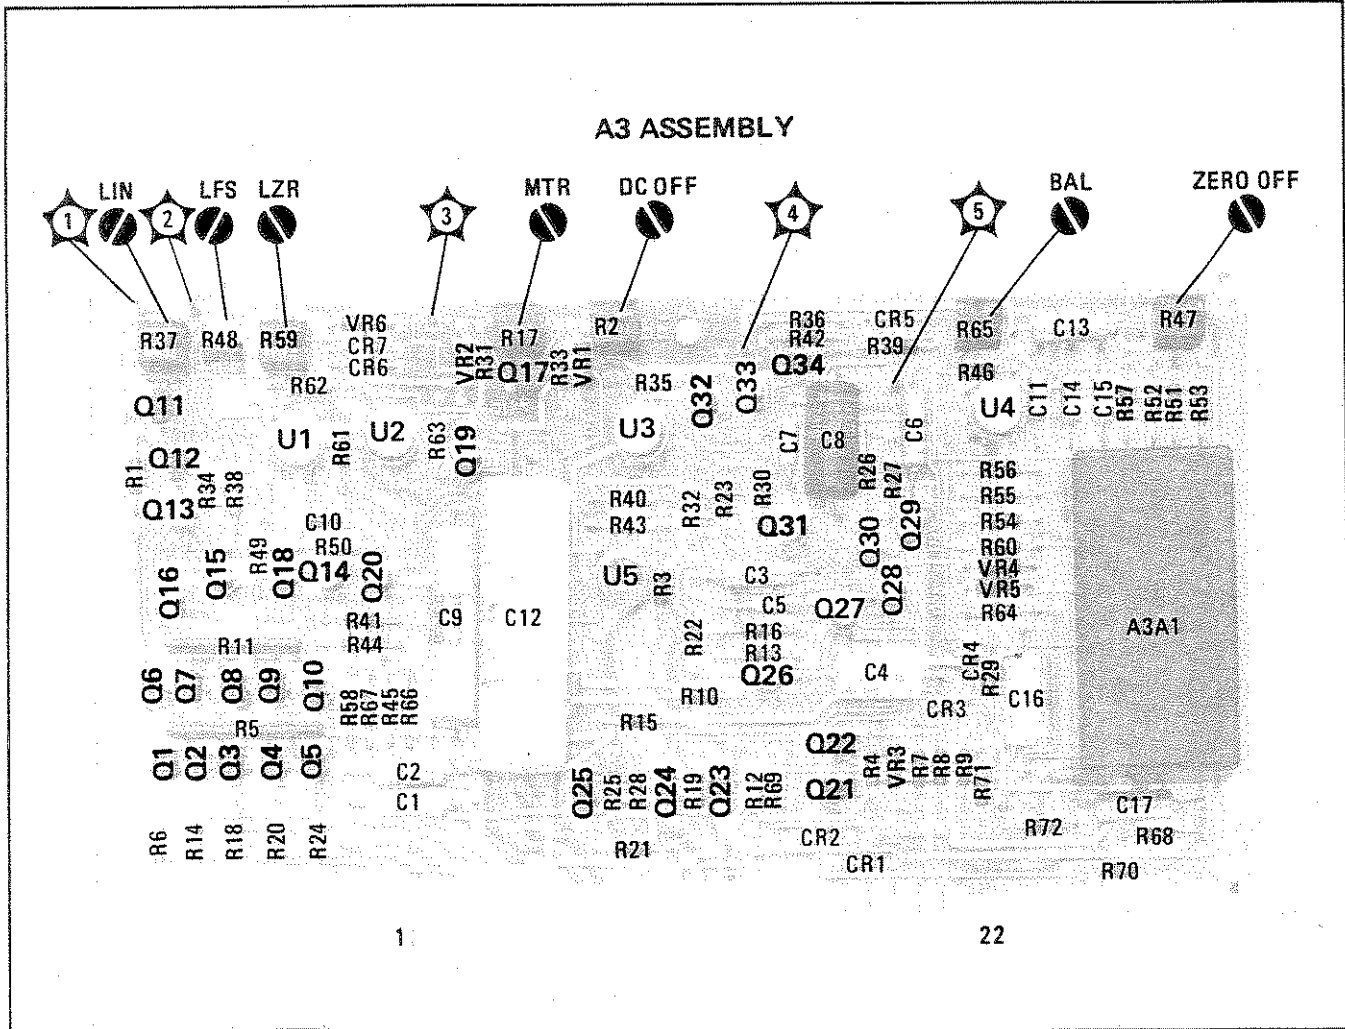 A3 ASSEMBLY
1 LIN 2 LFS LZR 3 MTR DC OFF 4 5 BAL ZERO OFF
R37 R48 R59 VR6 R17 R2 R36 CR5 R65 C13 R47
CR7 R42 R39
CR6 VR2 R31 Q17 R33 VR1 Q34 R46
R62 R35 Q32 Q33
Q11 U4 C11 C14 C15 R57 R52 R51 R53
U1 R61 U2 R63 Q19 U3 C7 C8 C6
R1 Q12 R56
Q13 R34 R38 R40 R32 R23 R30 R26 R27 R55
C10 R43 Q31 R54
R50 Q30 Q29 R60
Q16 Q15 R49 Q18 Q14 Q20 U5 R3 C3 VR4
VR5
C5 Q27 Q28 R64
R41 C9 C12 A3A1
R11 R44 R22 R16
R13
Q6 Q7 Q8 Q9 Q10 Q26 C4 CR4 R29
R58 R67 R45 R66 R10 CR3 C16
R5 R15
Q1 Q2 Q3 Q4 Q5 Q22
C2 Q25 R25 R28 Q24 R19 Q23 R12 R69 Q21 R4 VR3 R7 R8 R9 R71
C1 C17
R6 R14 R18 R20 R24 R21 CR2 R72 R68
CR1 R70
1 22